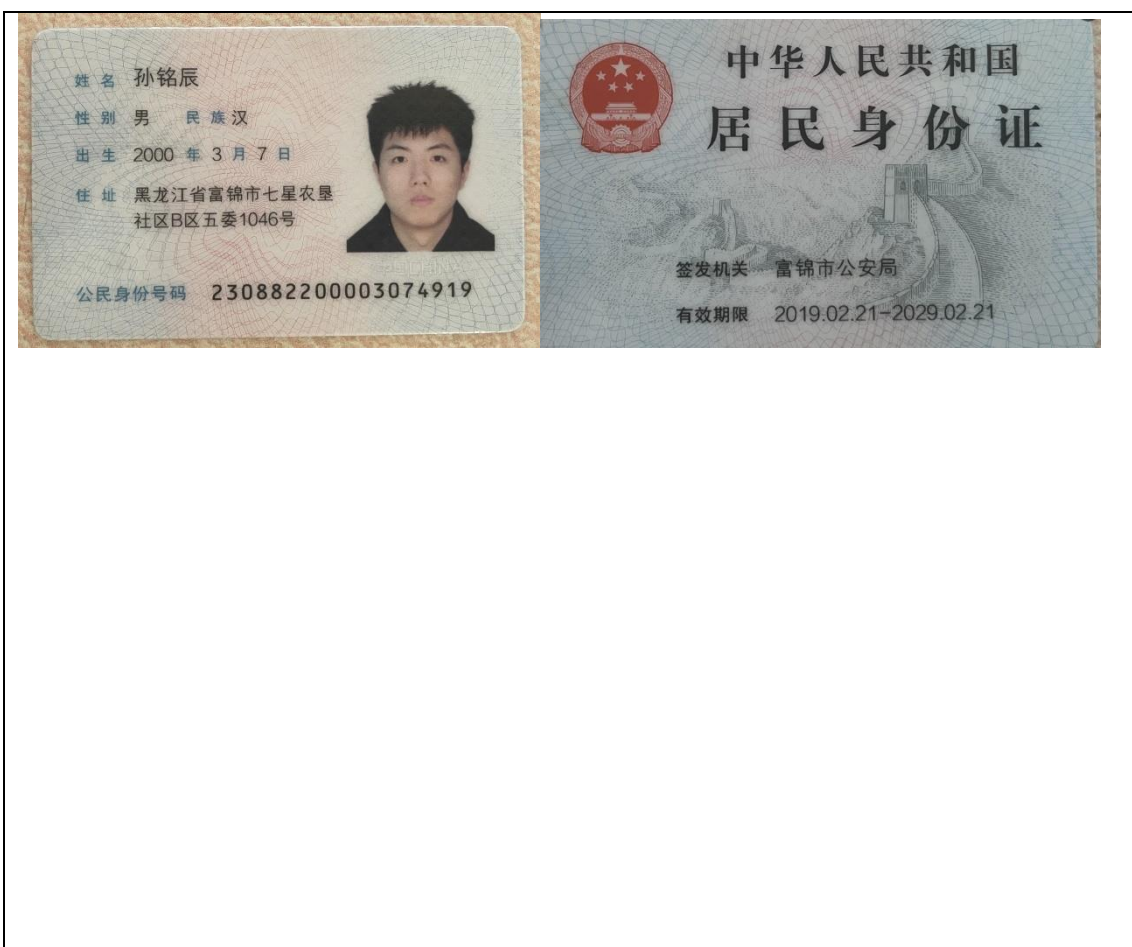 姓名 孙铭辰
性别 男 民族 汉
出生 2000 年 3 月 7 日
住址 黑龙江省富锦市七星农垦
社区B区五委1046号
公民身份号码 230882200003074919
中华人民共和国
居民身份证
签发机关 富锦市公安局
有效期限 2019.02.21-2029.02.21